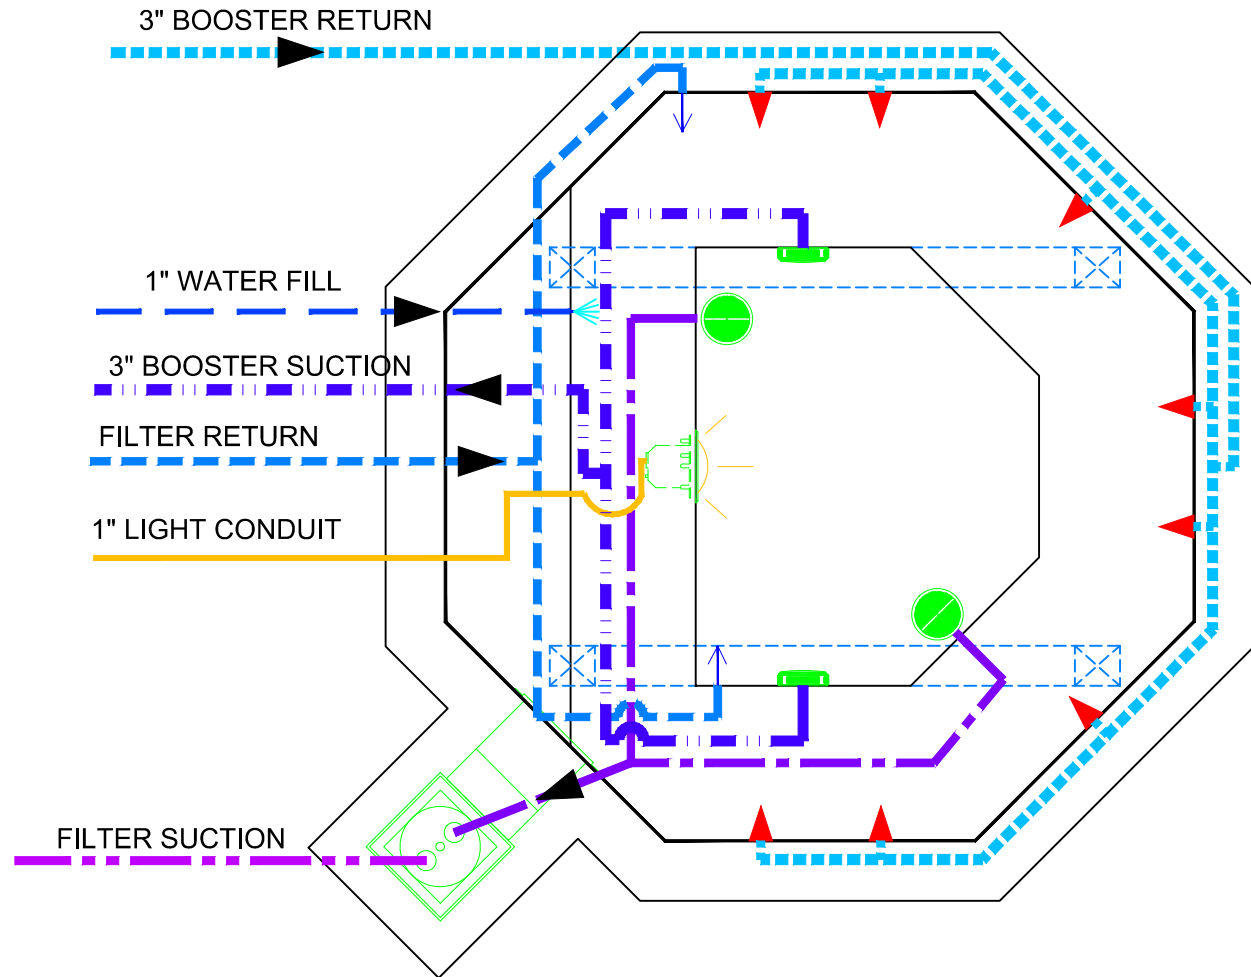 3" BOOSTER RETURN
1" WATER FILL
3" BOOSTER SUCTION
FILTER RETURN
1" LIGHT CONDUIT
FILTER SUCTION